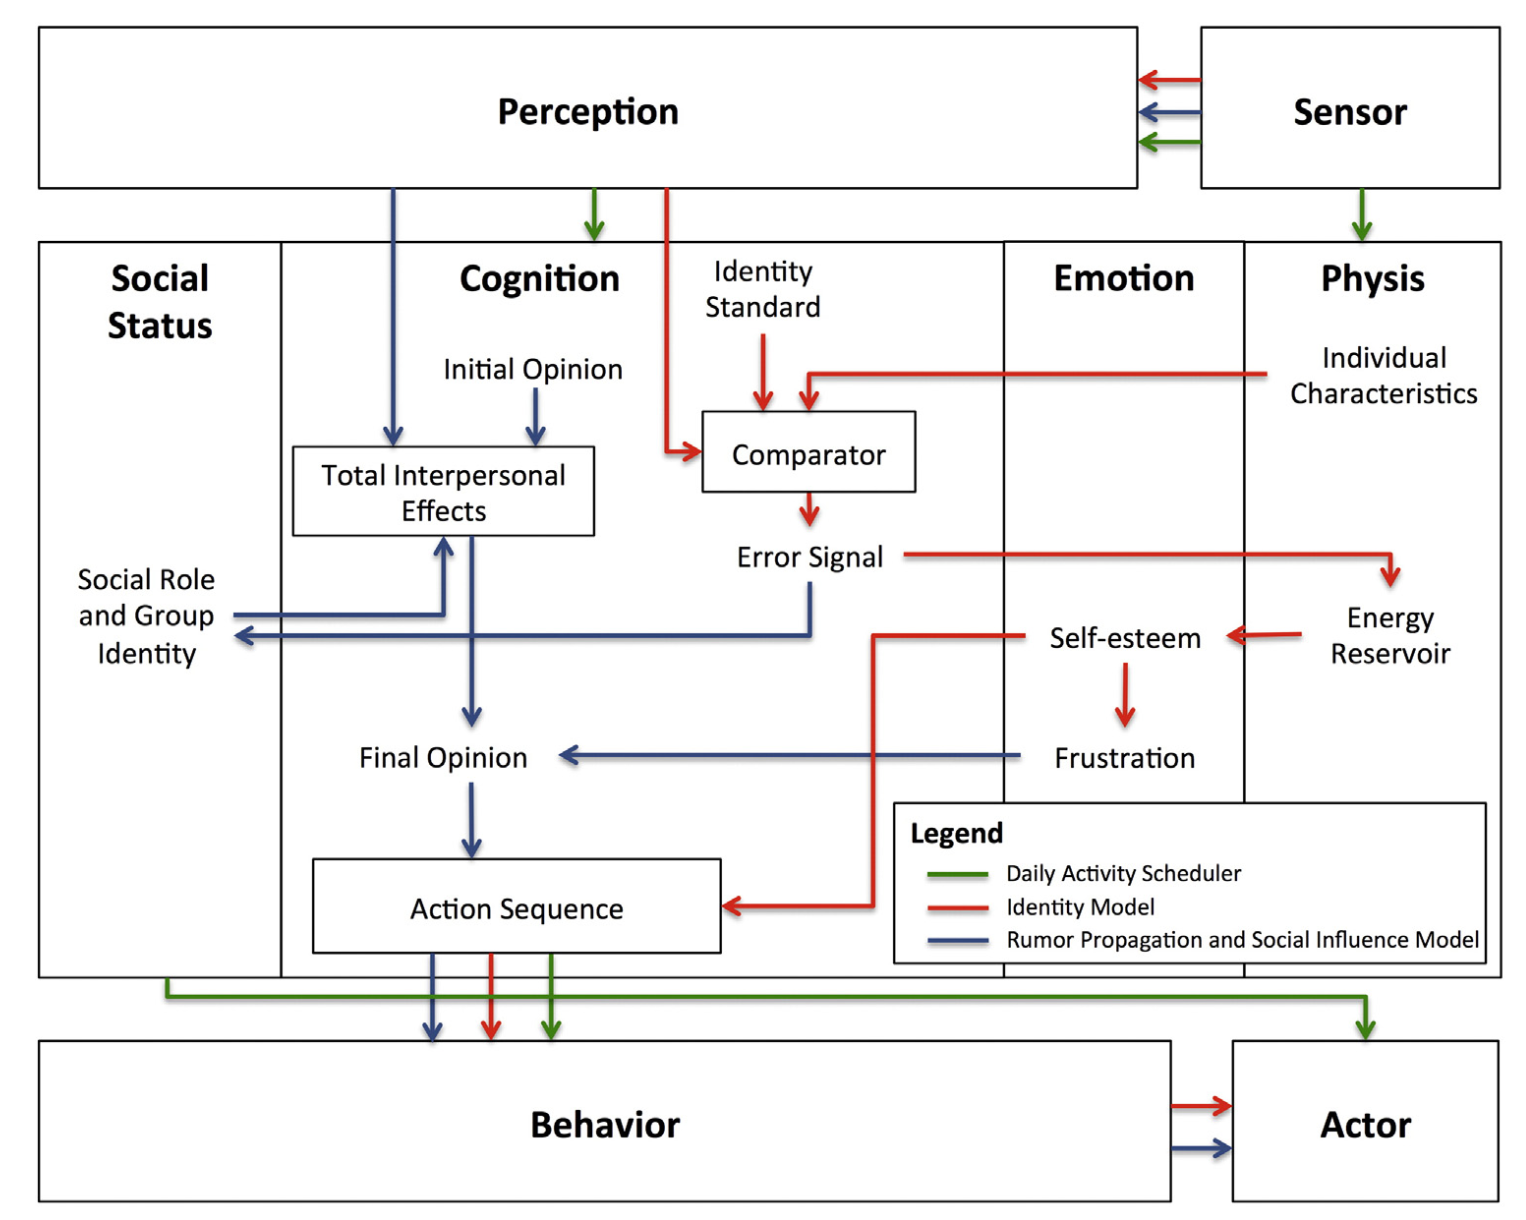 Perception
Sensor
Social
Status
Cognition
Identity
Standard
Emotion
Physis
Initial Opinion
Individual
Characteristics
Total Interpersonal
Effects
Comparator
Error Signal
Social Role
and Group
Identity
Self-esteem
Energy
Reservoir
Final Opinion
Frustration
Legend
Daily Activity Scheduler
Identity Model
Rumor Propagation and Social Influence Model
Action Sequence
Behavior
Actor